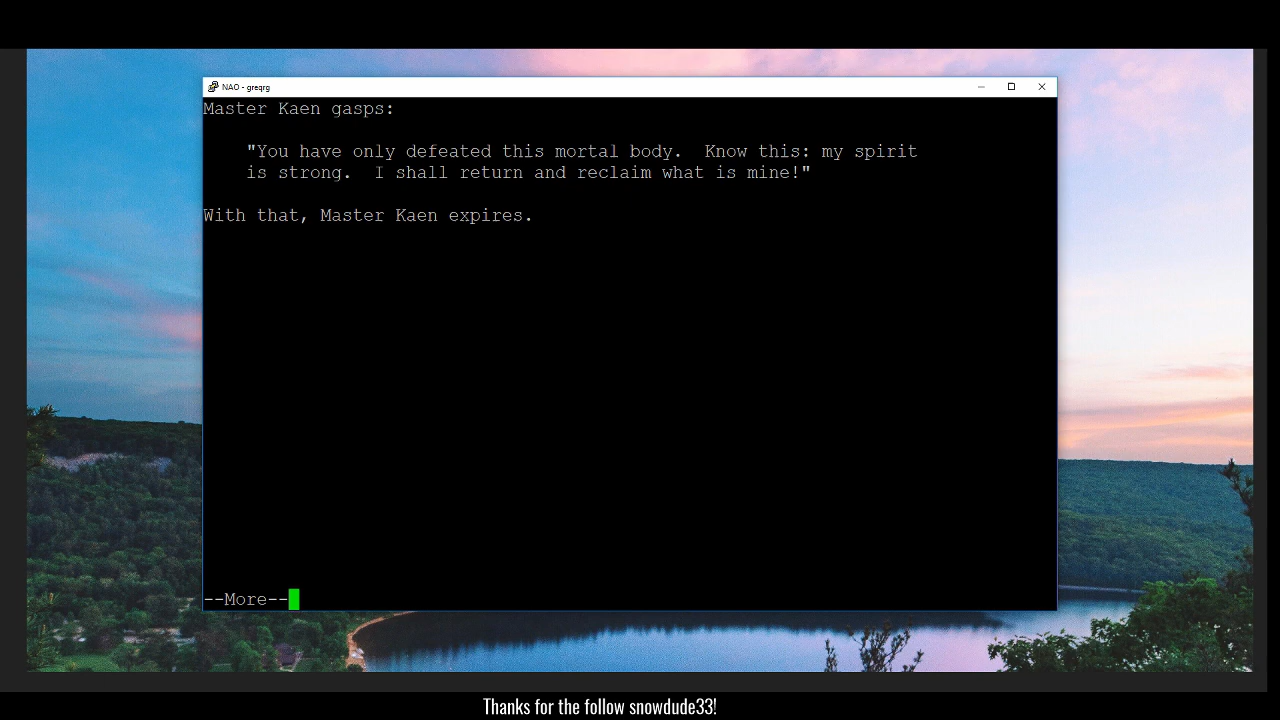 NAO - greqrg
Master Kaen gasps:
"You have only defeated this mortal body.  Know this: my spirit
is strong.  I shall return and reclaim what is mine!"
With that, Master Kaen expires.
--More--
Thanks for the follow snowdude33!